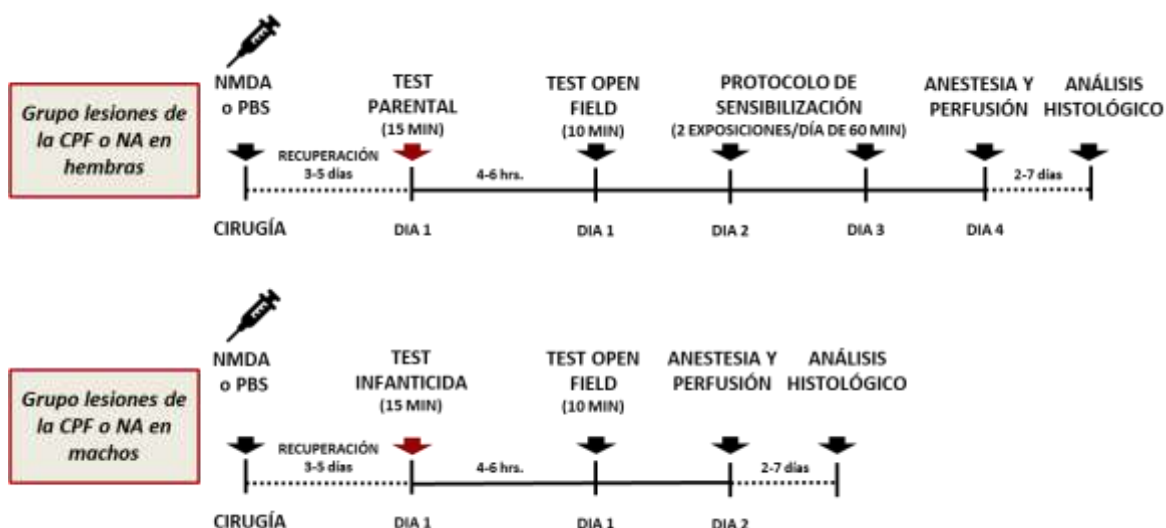 Grupo lesiones de
la CPF o NA en
hembras
NMDA
o PBS
TEST
PARENTAL
(15 MIN)
TEST OPEN
FIELD
(10 MIN)
PROTOCOLO DE
SENSIBILIZACIÓN
(2 EXPOSICIONES/DÍA DE 60 MIN)
ANESTESIA Y
PERFUSIÓN
ANÁLISIS
HISTOLÓGICO
RECUPERACIÓN
3-5 días
4-6 hrs.
2-7 días
CIRUGÍA
DIA 1
DIA 1
DIA 2
DIA 3
DIA 4
Grupo lesiones de
la CPF o NA en
machos
NMDA
o PBS
TEST
INFANTICIDA
(15 MIN)
TEST OPEN
FIELD
(10 MIN)
ANESTESIA Y
PERFUSIÓN
ANÁLISIS
HISTOLÓGICO
RECUPERACIÓN
3-5 días
4-6 hrs.
2-7 días
CIRUGÍA
DIA 1
DIA 1
DIA 2